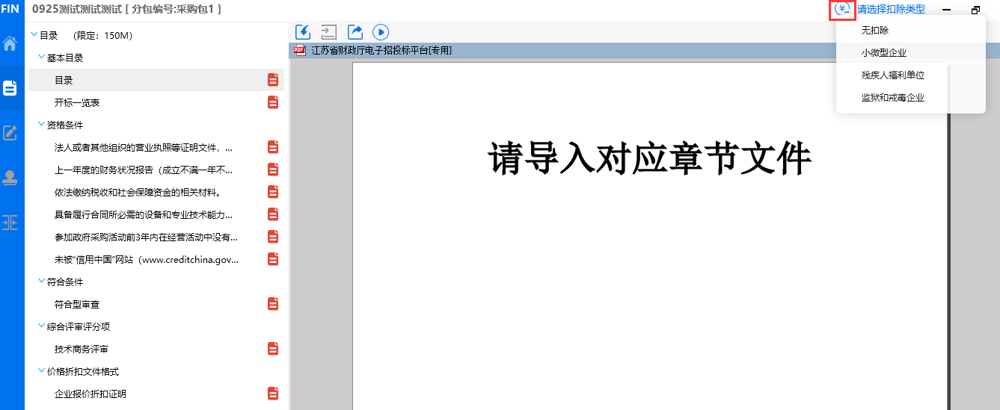 FIN
0925测试测试测试 [ 分包编号:采购包1 ]
请选择扣除类型
无扣除
小微型企业
残疾人福利单位
监狱和戒毒企业
目录 (限定：150M)
基本目录
目录
开标一览表
资格条件
法人或者其他组织的营业执照等证明文件，...
上一年度的财务状况报告（成立不满一年不...
依法缴纳税收和社会保障资金的相关材料。
具备履行合同所必需的设备和专业技术能力...
参加政府采购活动前3年内在经营活动中没有...
未被“信用中国”网站（www.creditchina.gov...
符合条件
符合型审查
综合评审评分项
技术商务评审
价格折扣文件格式
企业报价折扣证明
PDF 江苏省财政厅电子招投标平台[专用]
请导入对应章节文件